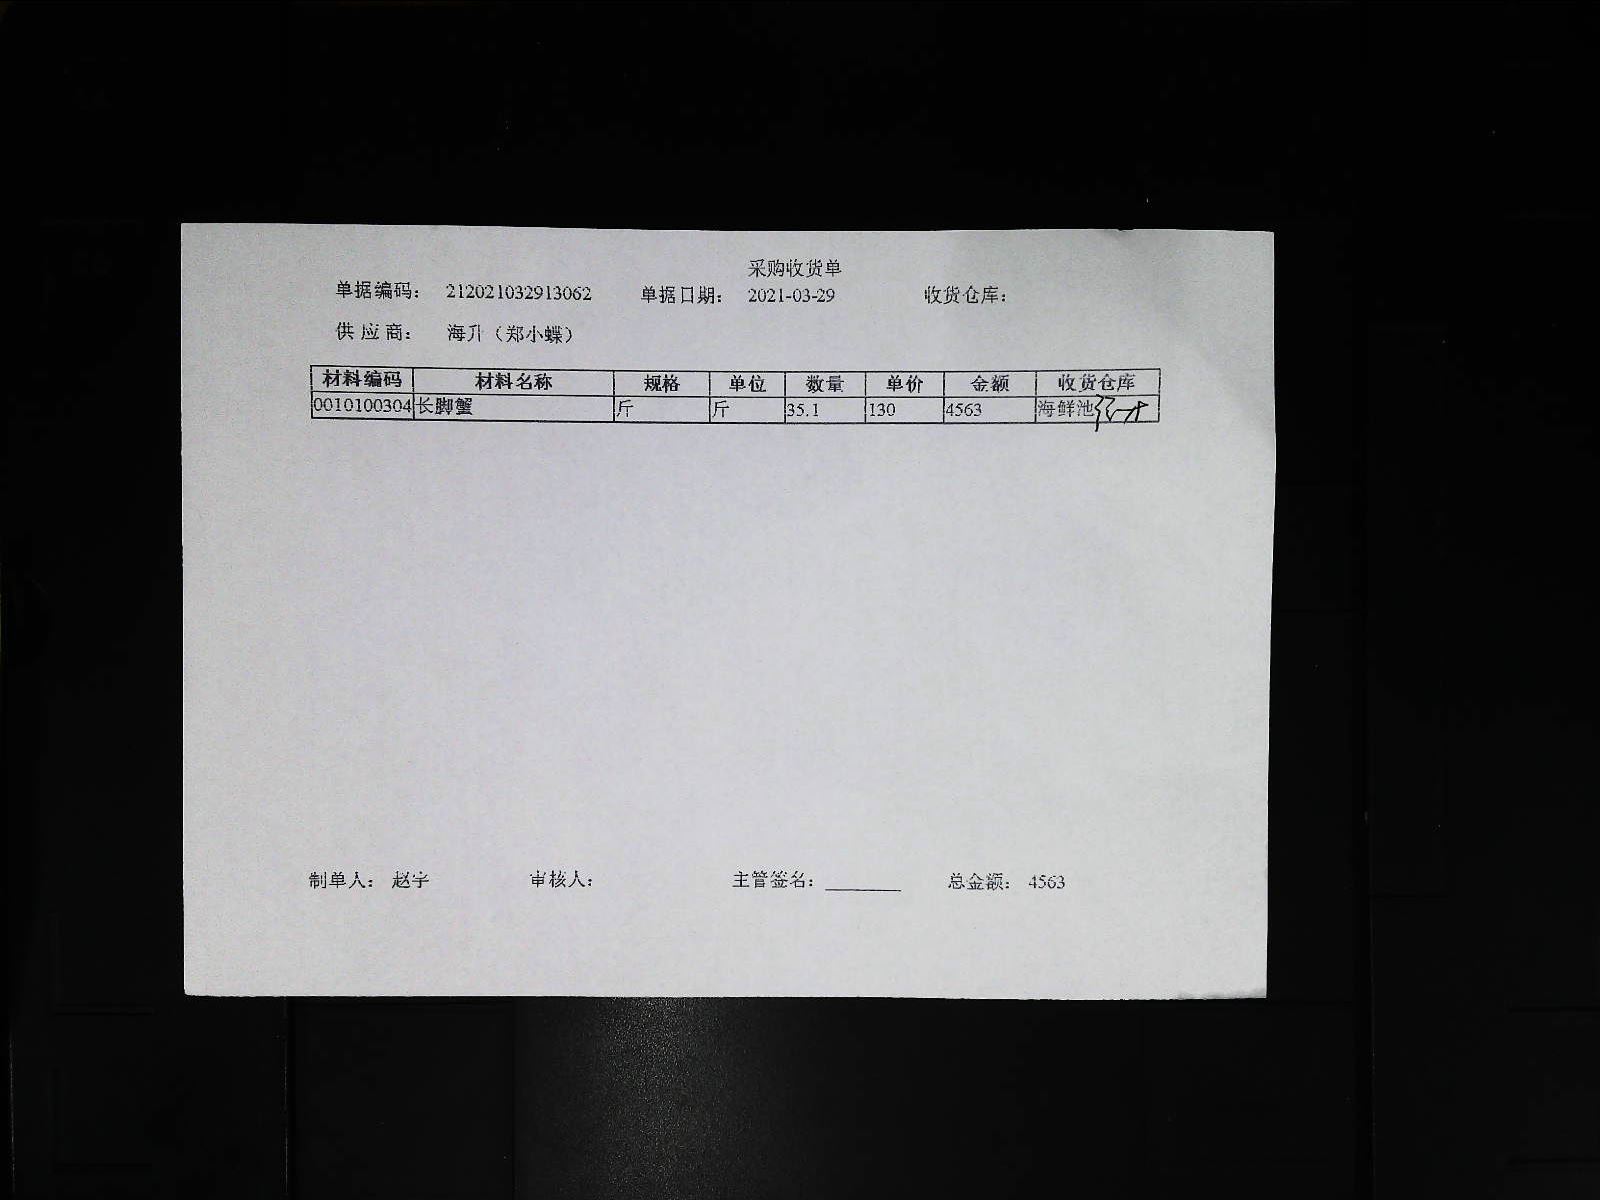 采购收货单
单据编码： 212021032913062 单据日期： 2021-03-29 收货仓库：
供 应 商： 海升（郑小蝶）
材料编码 材料名称 规格 单位 数量 单价 金额 收货仓库
0010100304 长脚蟹 斤 斤 35.1 130 4563 海鲜池
制单人： 赵宇 审核人： 主管签名： 总金额： 4563